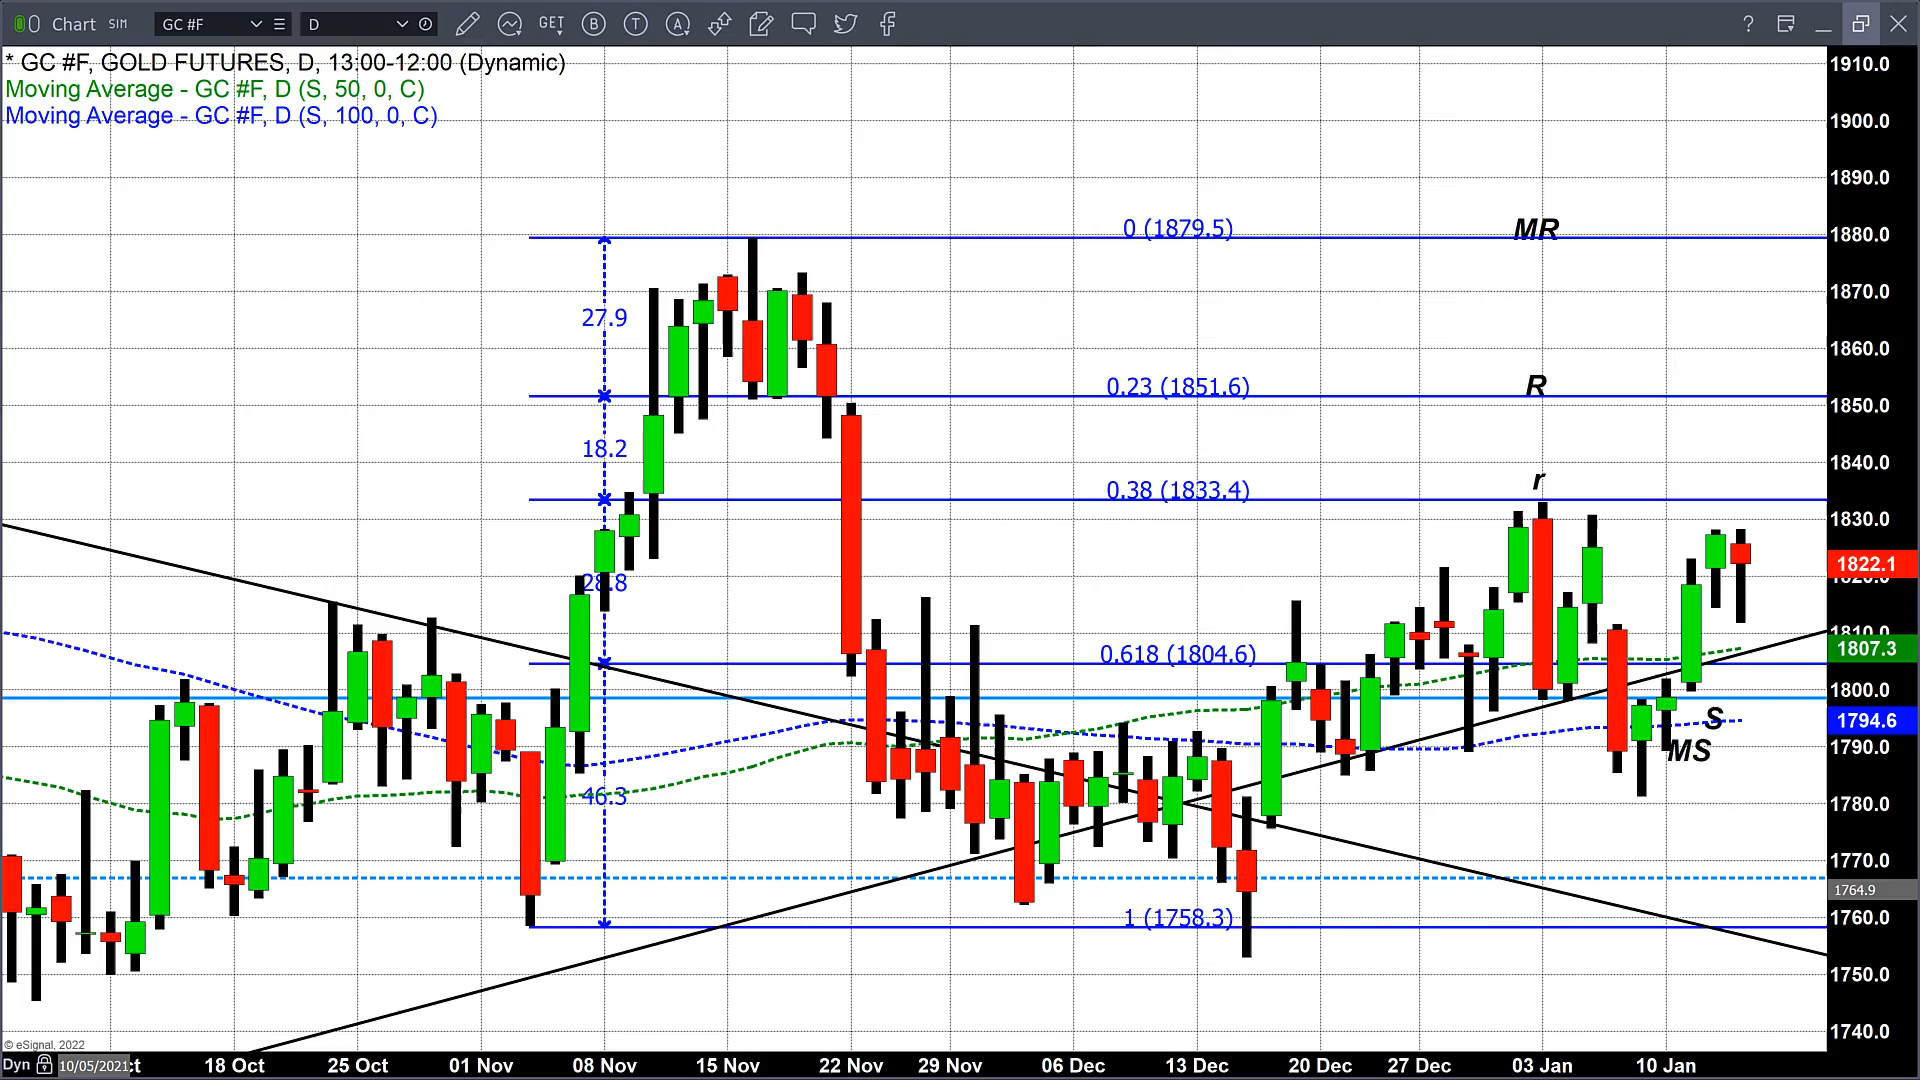 Chart SIM GC #F D GET B T A ?
* GC #F, GOLD FUTURES, D, 13:00-12:00 (Dynamic)
Moving Average - GC #F, D (S, 50, 0, C)
Moving Average - GC #F, D (S, 100, 0, C)
1910.0
1900.0
1890.0
0 (1879.5) MR
1880.0
1870.0
27.9
1860.0
0.23 (1851.6) R
1850.0
18.2
1840.0
0.38 (1833.4) r
1830.0
1822.1
28.8
1820.0
1810.0
0.618 (1804.6)
1807.3
1800.0
S
1794.6
MS
1790.0
46.3
1780.0
1770.0
1764.9
1 (1758.3)
1760.0
1750.0
1740.0
© eSignal, 2022
Dyn 10/05/2021 :t 18 Oct 25 Oct 01 Nov 08 Nov 15 Nov 22 Nov 29 Nov 06 Dec 13 Dec 20 Dec 27 Dec 03 Jan 10 Jan